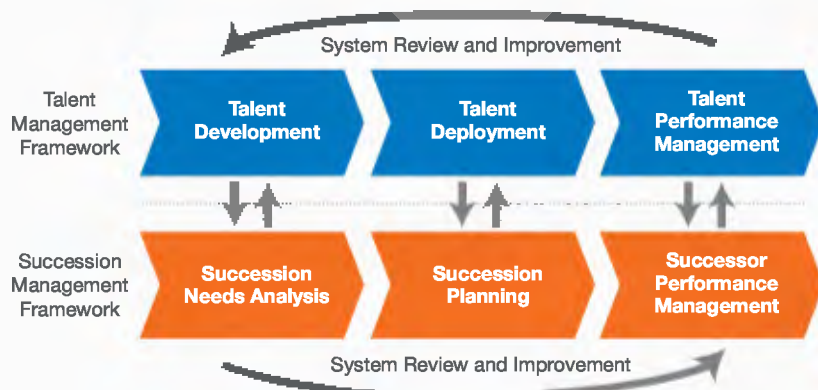 System Review and Improvement
Talent
Management
Framework
Talent
Development
Talent
Deployment
Talent
Performance
Management
Succession
Management
Framework
Succession
Needs Analysis
Succession
Planning
Successor
Performance
Management
System Review and Improvement